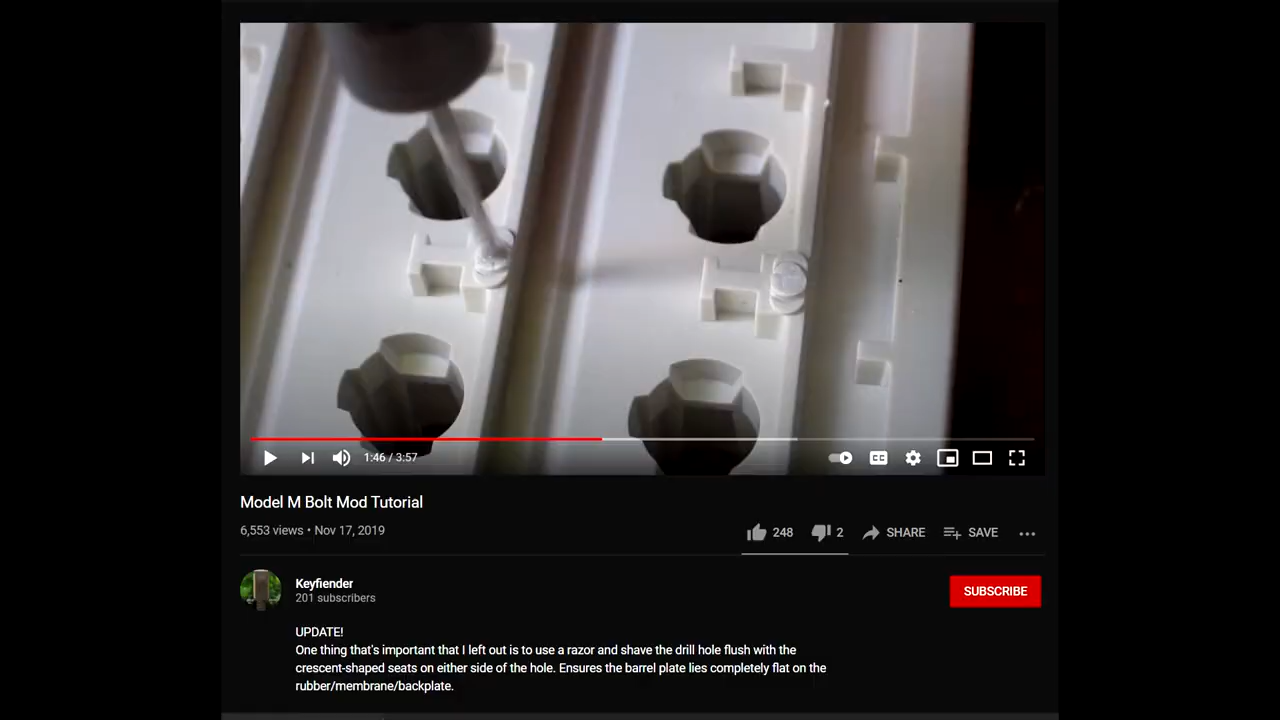 1:46 / 3:57
CC
Model M Bolt Mod Tutorial
6,553 views • Nov 17, 2019
248
2
SHARE
SAVE
Keyfiender
201 subscribers
SUBSCRIBE
UPDATE!
One thing that's important that I left out is to use a razor and shave the drill hole flush with the
crescent-shaped seats on either side of the hole. Ensures the barrel plate lies completely flat on the
rubber/membrane/backplate.